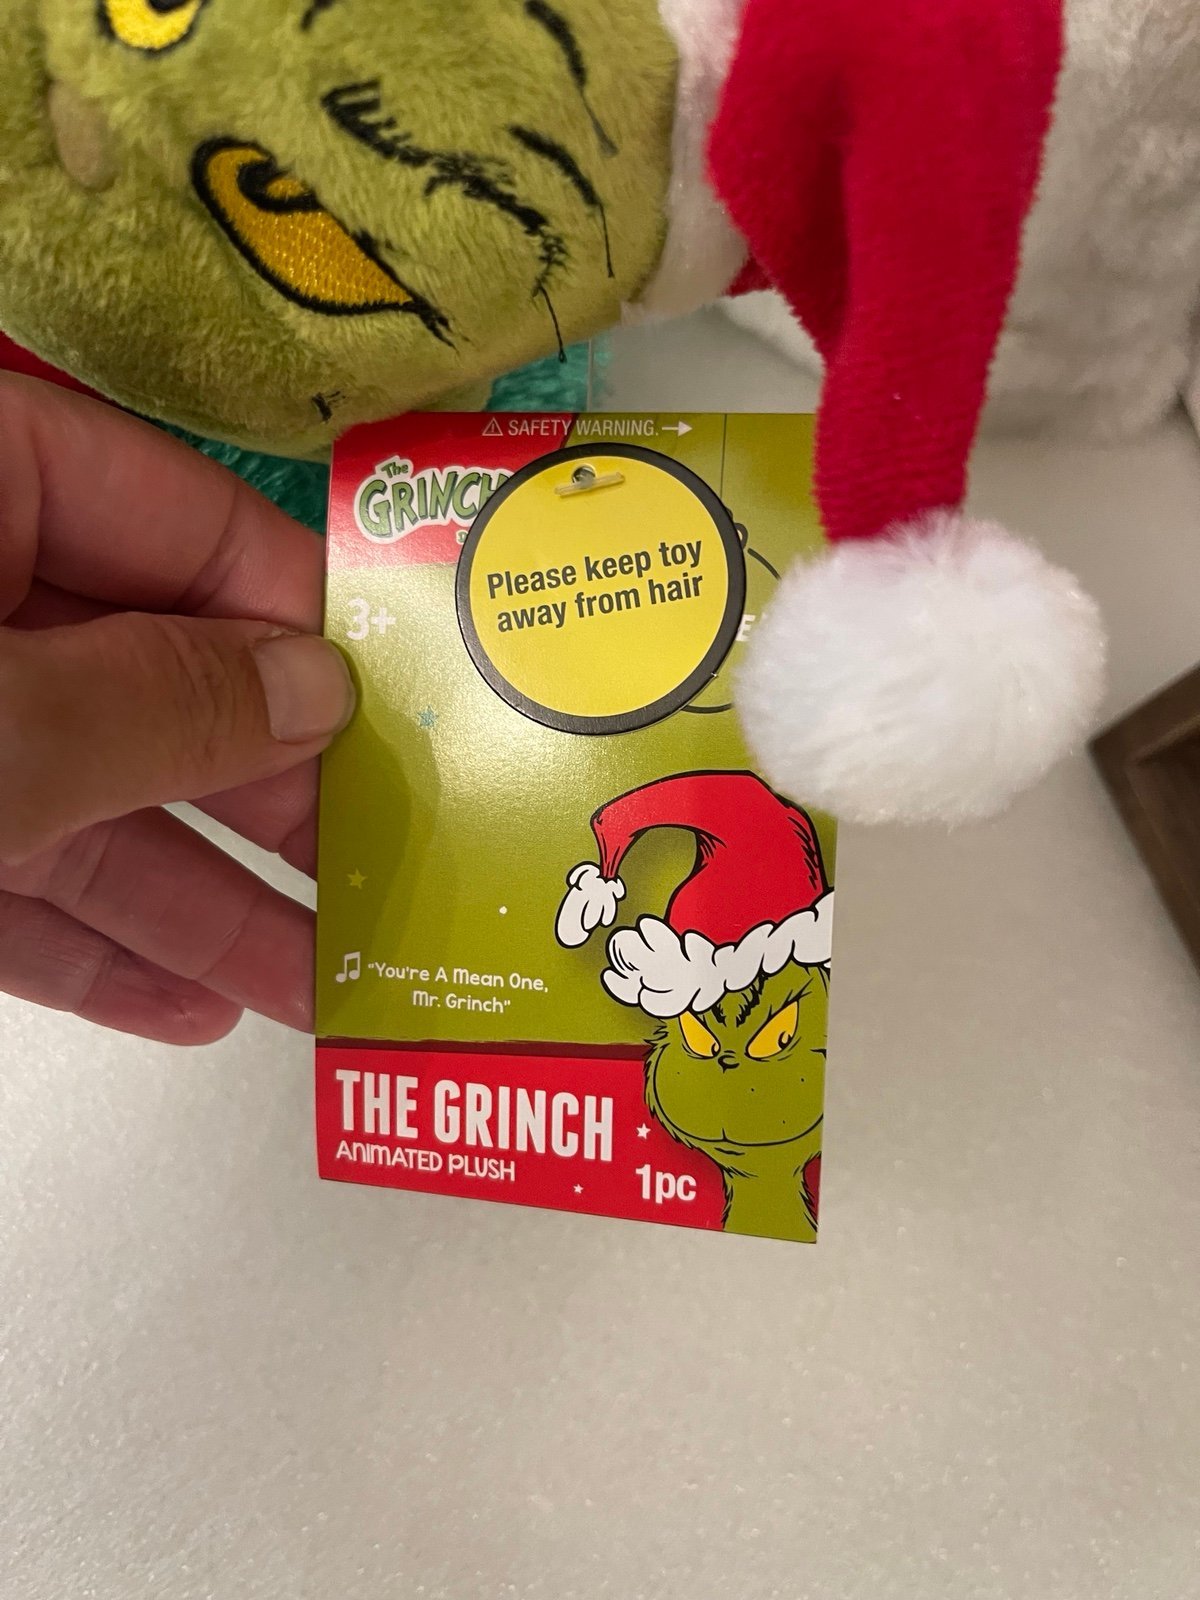 ⚠ SAFETY WARNING. →
The
GRINCH
Please keep toy
away from hair
3+
"You're A Mean One,
Mr. Grinch"
THE GRINCH
ANIMATED PLUSH
1pc